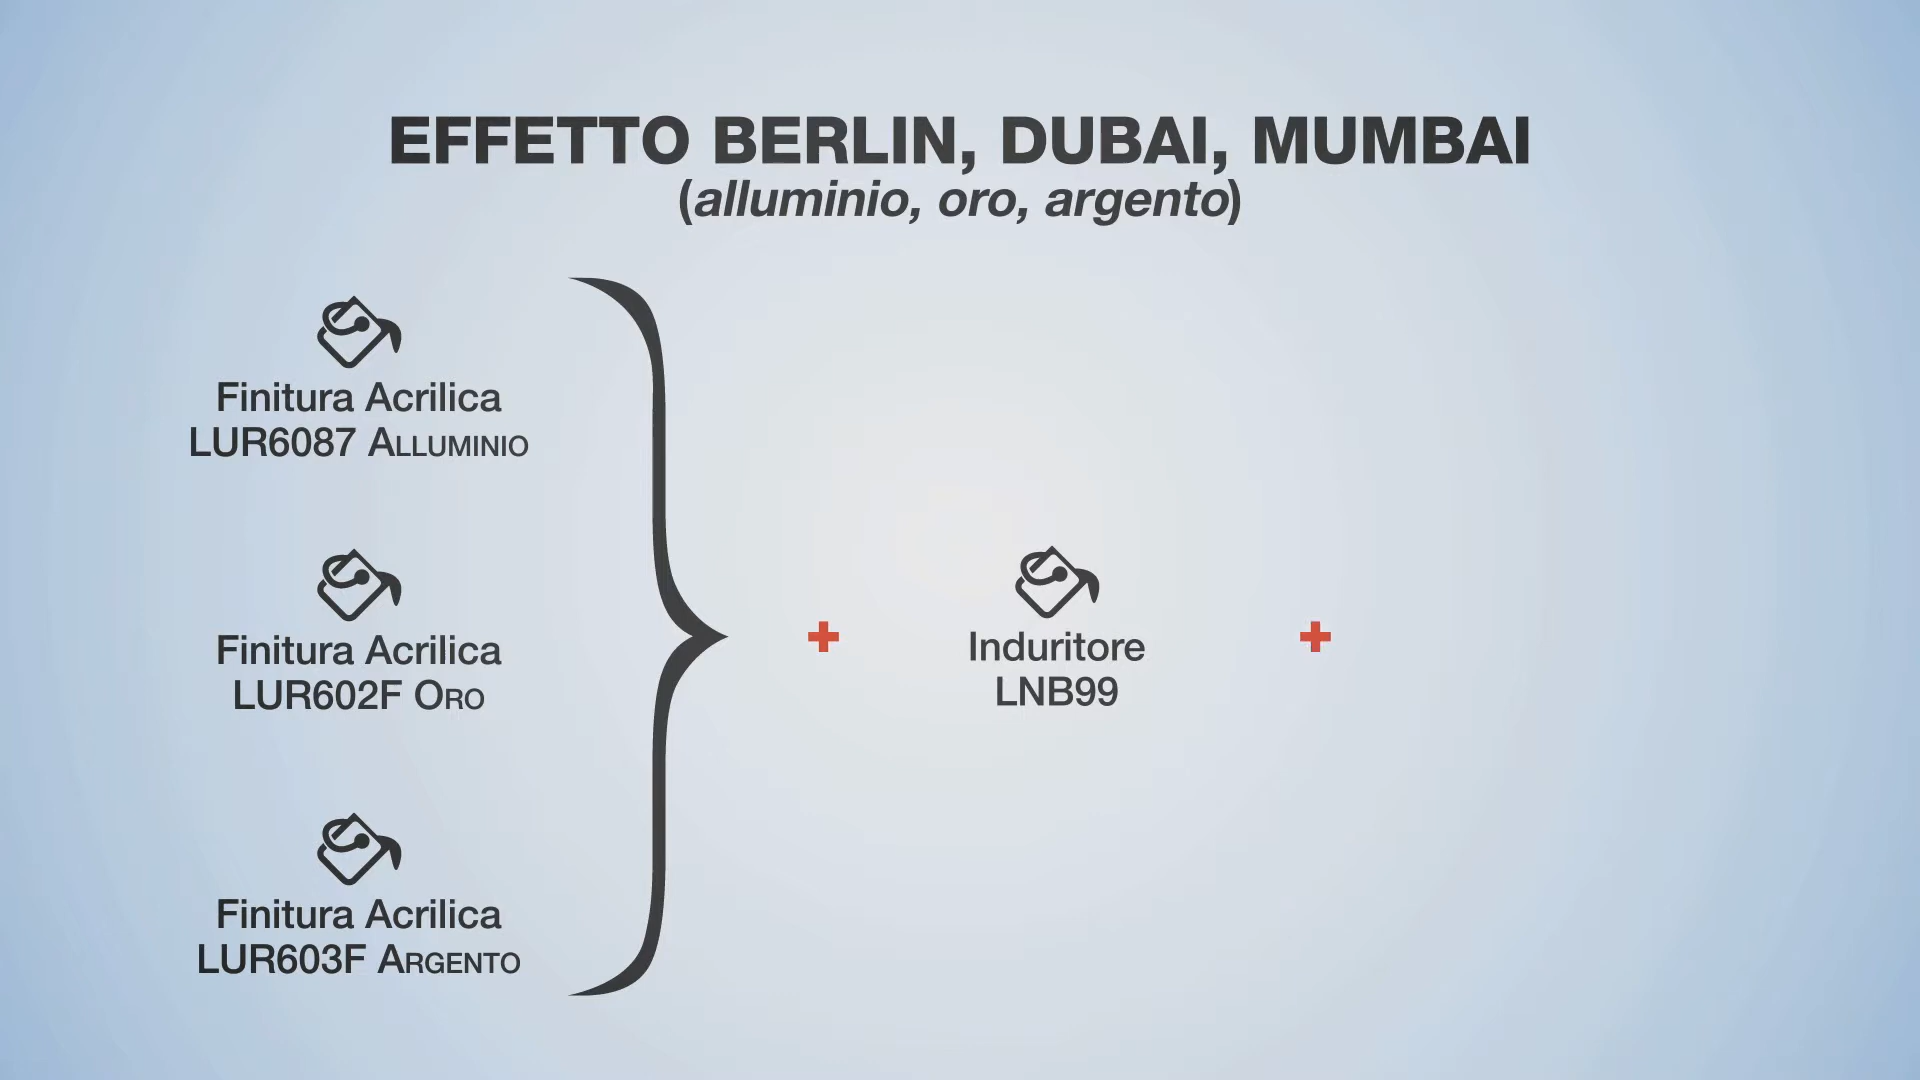 EFFETTO BERLIN, DUBAI, MUMBAI
(alluminio, oro, argento)
Finitura Acrilica
LUR6087 ALLUMINIO
Finitura Acrilica
LUR602F ORO
Finitura Acrilica
LUR603F ARGENTO
+
Induritore
LNB99
+